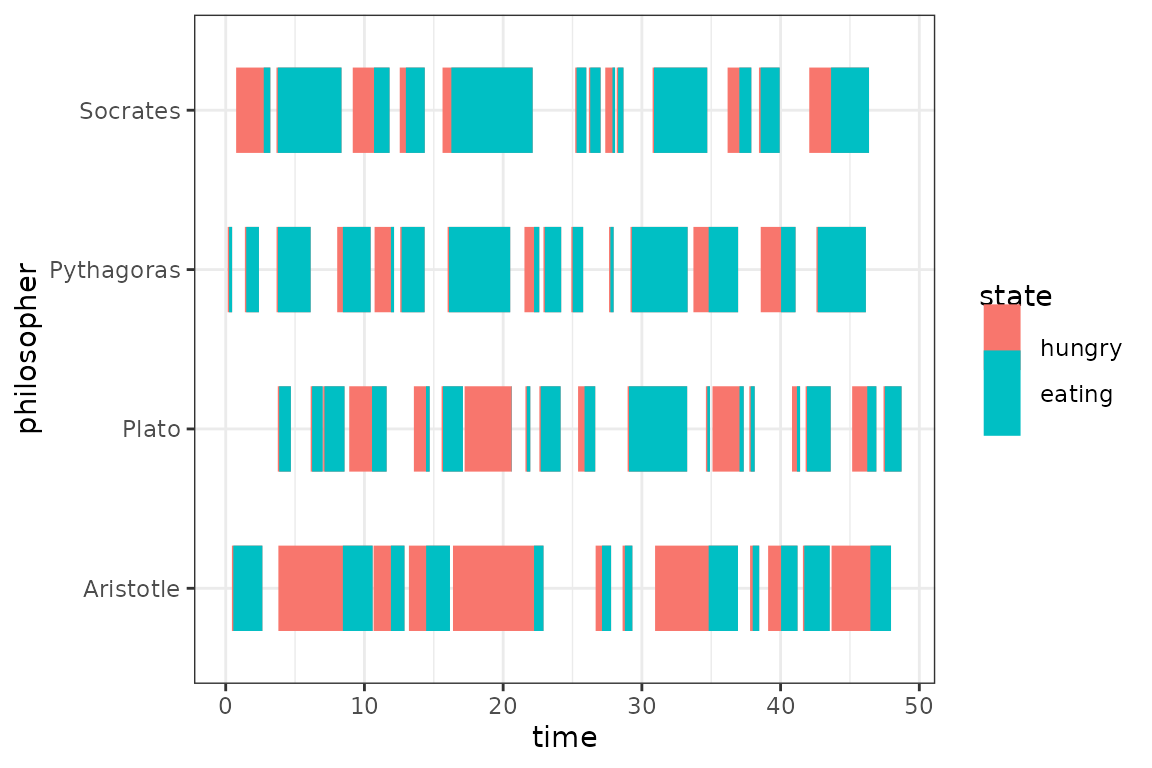 Socrates
Pythagoras
Plato
Aristotle
philosopher
0 10 20 30 40 50
time
state
hungry
eating